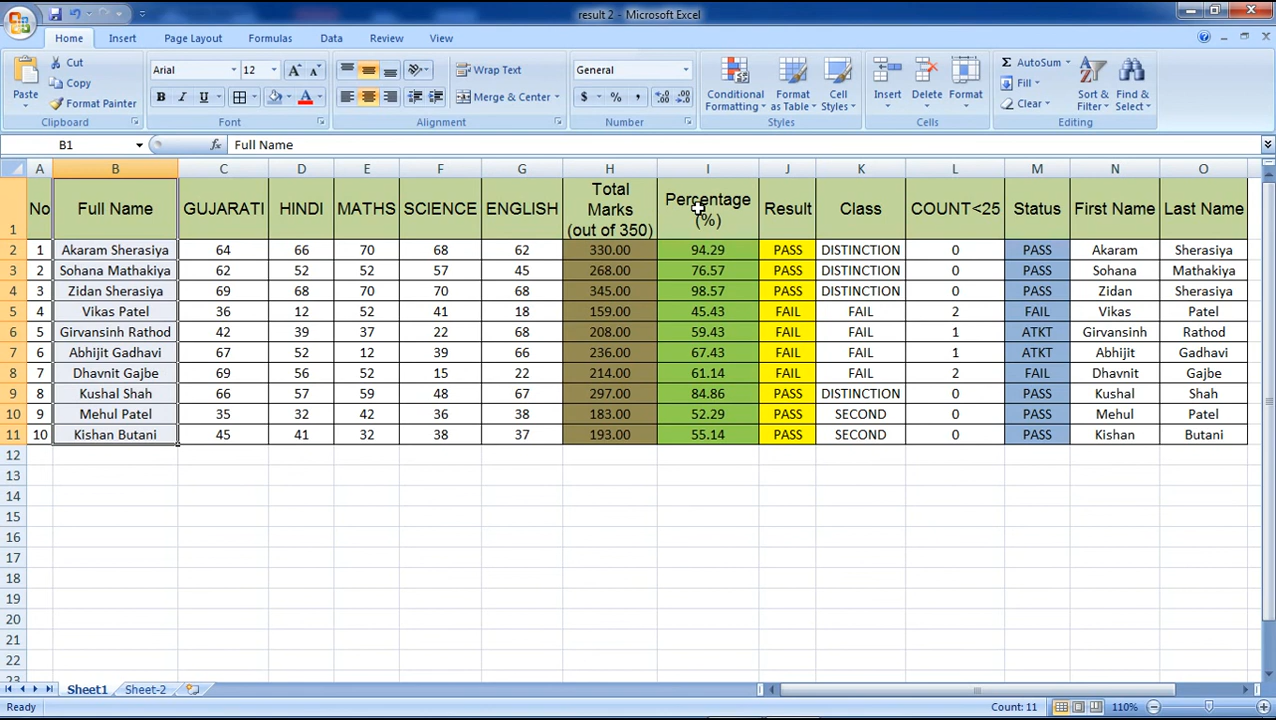 result 2 - Microsoft Excel
Home Insert Page Layout Formulas Data Review View
Paste Cut Copy Format Painter Clipboard
Arial 12 B I U A Font
Wrap Text Merge & Center Alignment
General $ % , Number
Conditional Formatting Format as Table Cell Styles Styles
Insert Delete Format Cells
Σ AutoSum Fill Clear Sort & Filter Find & Select Editing
B1 fx Full Name
A B C D E F G H I J K L M N O
1 No Full Name GUJARATI HINDI MATHS SCIENCE ENGLISH Total Marks (out of 350) Percentage (%) Result Class COUNT<25 Status First Name Last Name
2 1 Akaram Sherasiya 64 66 70 68 62 330.00 94.29 PASS DISTINCTION 0 PASS Akaram Sherasiya
3 2 Sohana Mathakiya 62 52 52 57 45 268.00 76.57 PASS DISTINCTION 0 PASS Sohana Mathakiya
4 3 Zidan Sherasiya 69 68 70 70 68 345.00 98.57 PASS DISTINCTION 0 PASS Zidan Sherasiya
5 4 Vikas Patel 36 12 52 41 18 159.00 45.43 FAIL FAIL 2 FAIL Vikas Patel
6 5 Girvansinh Rathod 42 39 37 22 68 208.00 59.43 FAIL FAIL 1 ATKT Girvansinh Rathod
7 6 Abhijit Gadhavi 67 52 12 39 66 236.00 67.43 FAIL FAIL 1 ATKT Abhijit Gadhavi
8 7 Dhavnit Gajbe 69 56 52 15 22 214.00 61.14 FAIL FAIL 2 FAIL Dhavnit Gajbe
9 8 Kushal Shah 66 57 59 48 67 297.00 84.86 PASS DISTINCTION 0 PASS Kushal Shah
10 9 Mehul Patel 35 32 42 36 38 183.00 52.29 PASS SECOND 0 PASS Mehul Patel
11 10 Kishan Butani 45 41 32 38 37 193.00 55.14 PASS SECOND 0 PASS Kishan Butani
12
13
14
15
16
17
18
19
20
21
22
23
Sheet1 Sheet-2
Ready Count: 11 110%